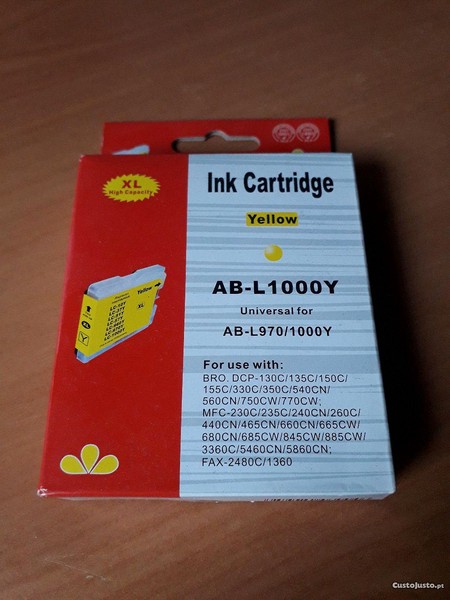 XL
High Capacity
Ink Cartridge
Yellow
AB-L1000Y
Universal for
AB-L970/1000Y
For use with:
BRO. DCP-130C/135C/150C/
155C/330C/350C/540CN/
560CN/750CW/770CW;
MFC-230C/235C/240CN/260C/
440CN/465CN/660CN/665CW/
680CN/685CW/845CW/885CW/
3360C/5460CN/5860CN;
FAX-2480C/1360
Yellow
XL
CustoJusto.pt